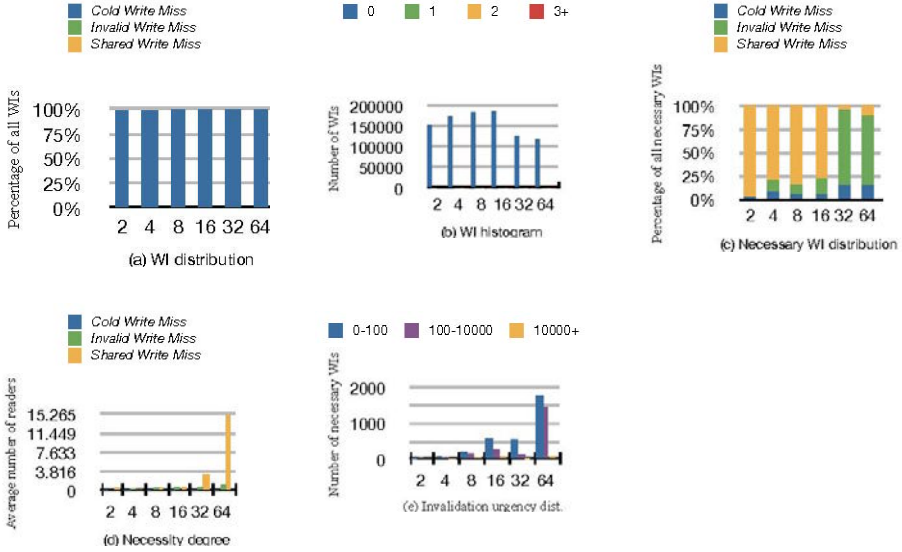 Cold Write Miss
Invalid Write Miss
Shared Write Miss
Percentage of all WIs
100%
75%
50%
25%
0%
2 4 8 16 32 64
(a) WI distribution
0 1 2 3+
Number of WIs
200000
150000
100000
50000
0
2 4 8 16 32 64
(b) WI histogram
Cold Write Miss
Invalid Write Miss
Shared Write Miss
Percentage of all necessary WIs
100%
75%
50%
25%
0%
2 4 8 16 32 64
(c) Necessary WI distribution
Cold Write Miss
Invalid Write Miss
Shared Write Miss
Average number of readers
15.265
11.449
7.633
3.816
0
2 4 8 16 32 64
(d) Necessity degree
0-100 100-10000 10000+
Number of necessary WIs
2000
1000
0
2 4 8 16 32 64
(e) Invalidation urgency dist.